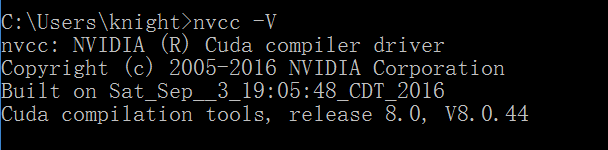 C:\Users\knight>nvcc -V
nvcc: NVIDIA (R) Cuda compiler driver
Copyright (c) 2005-2016 NVIDIA Corporation
Built on Sat_Sep__3_19:05:48_CDT_2016
Cuda compilation tools, release 8.0, V8.0.44